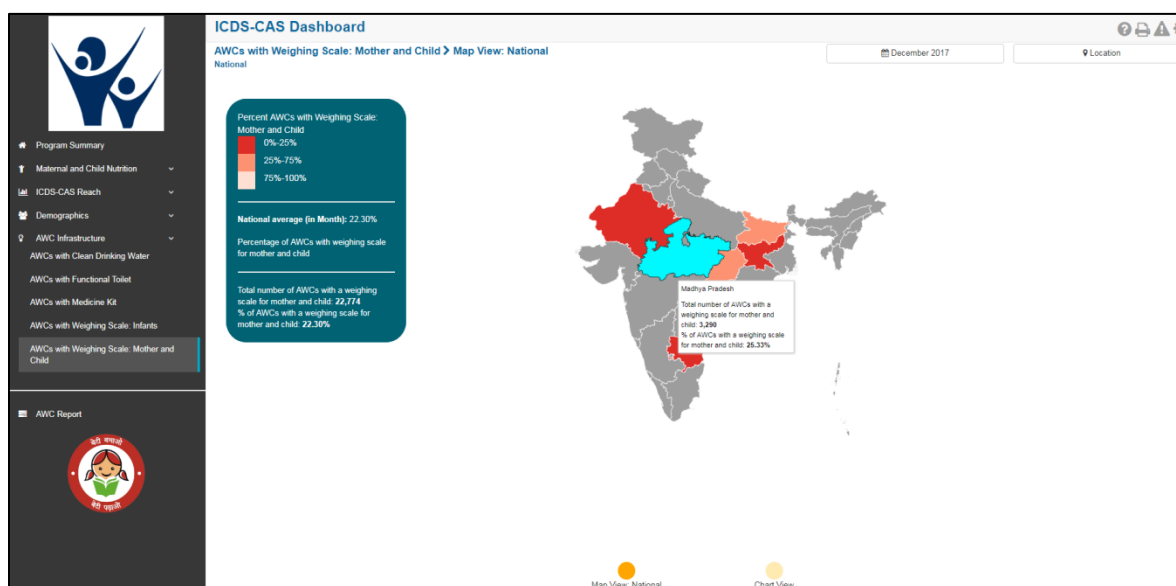 ICDS-CAS Dashboard
AWCs with Weighing Scale: Mother and Child > Map View: National
National
December 2017
Location
Program Summary
Maternal and Child Nutrition
ICDS-CAS Reach
Demographics
AWC Infrastructure
AWCs with Clean Drinking Water
AWCs with Functional Toilet
AWCs with Medicine Kit
AWCs with Weighing Scale: Infants
AWCs with Weighing Scale: Mother and
Child
AWC Report
बेटी बचाओ
बेटी पढ़ाओ
Percent AWCs with Weighing Scale:
Mother and Child
0%-25%
25%-75%
75%-100%
National average (in Month): 22.30%
Percentage of AWCs with weighing scale
for mother and child
Total number of AWCs with a weighing
scale for mother and child: 22,774
% of AWCs with a weighing scale for
mother and child: 22.30%
Madhya Pradesh
Total number of AWCs with a
weighing scale for mother and
child: 3,290
% of AWCs with a weighing scale
for mother and child: 25.33%
Map View: National
Chart View